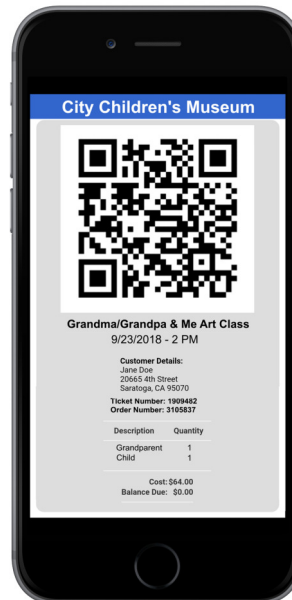 City Children's Museum
Grandma/Grandpa & Me Art Class
9/23/2018 - 2 PM
Customer Details:
Jane Doe
20665 4th Street
Saratoga, CA 95070
Ticket Number: 1909482
Order Number: 3105837
Description Quantity
Grandparent 1
Child 1
Cost: $64.00
Balance Due: $0.00